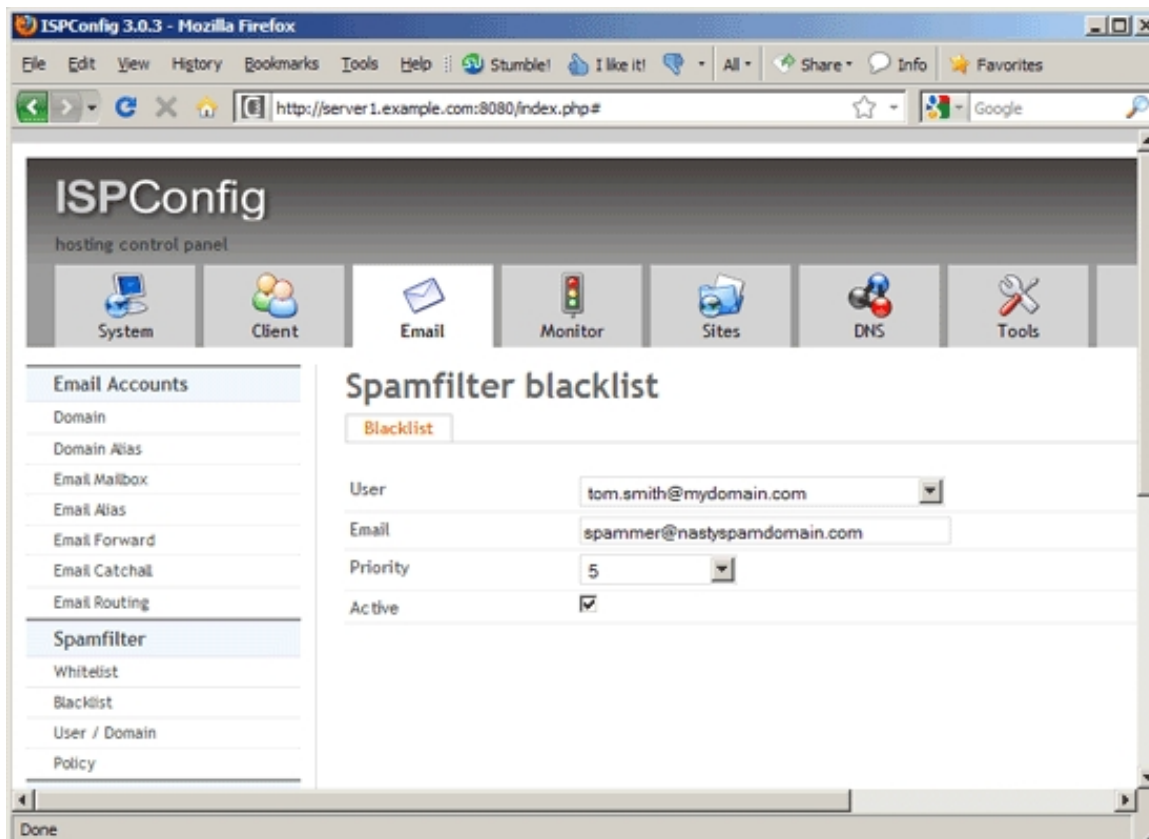 ISPConfig 3.0.3 - Mozilla Firefox
File Edit View History Bookmarks Tools Help Stumble! I like it! All Share Info Favorites
http://server1.example.com:8080/index.php# Google
ISPConfig
hosting control panel
System Client Email Monitor Sites DNS Tools
Email Accounts
Domain
Domain Alias
Email Mailbox
Email Alias
Email Forward
Email Catchall
Email Routing
Spamfilter
Whitelist
Blacklist
User / Domain
Policy
Spamfilter blacklist
Blacklist
User tom.smith@mydomain.com
Email spammer@nastyspamdomain.com
Priority 5
Active
Done